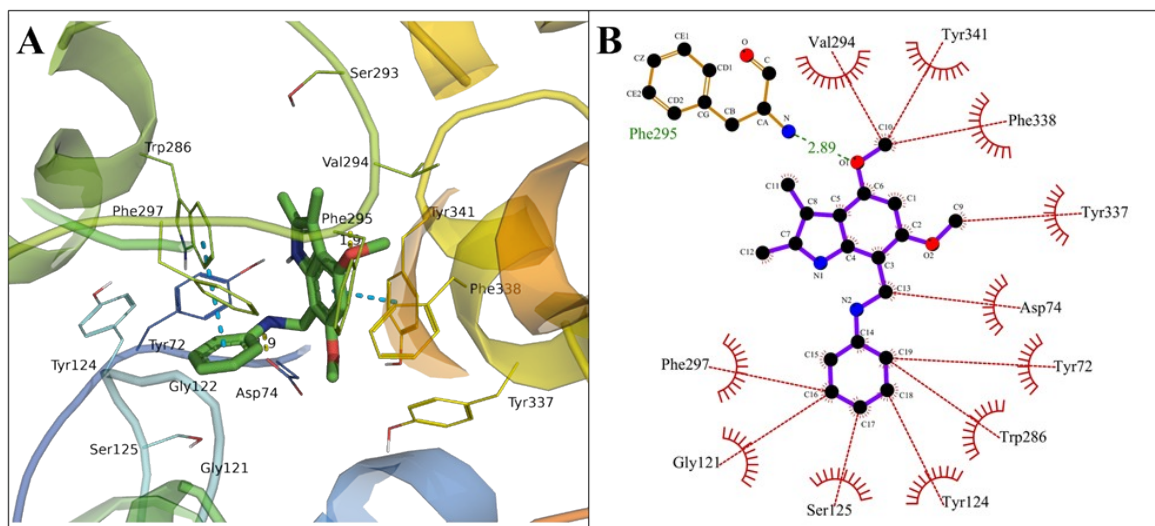 A
Ser293
Trp286
Val294
Phe297
Phe295
Tyr341
1.9
Phe338
9
Tyr72
Tyr124
Gly122
Asp74
Tyr337
Ser125
Gly121
B
Val294
Tyr341
CE1
O
CZ
CD1
C
CE2
CD2
CG
CB
CA
N
Phe295
2.89
C10
Phe338
O1
C11
C6
C8
C5
C1
C9
Tyr337
C7
C2
C12
C4
O2
N1
C3
C13
N2
Asp74
C14
Phe297
C15
C19
Tyr72
C16
C18
C17
Trp286
Gly121
Ser125
Tyr124